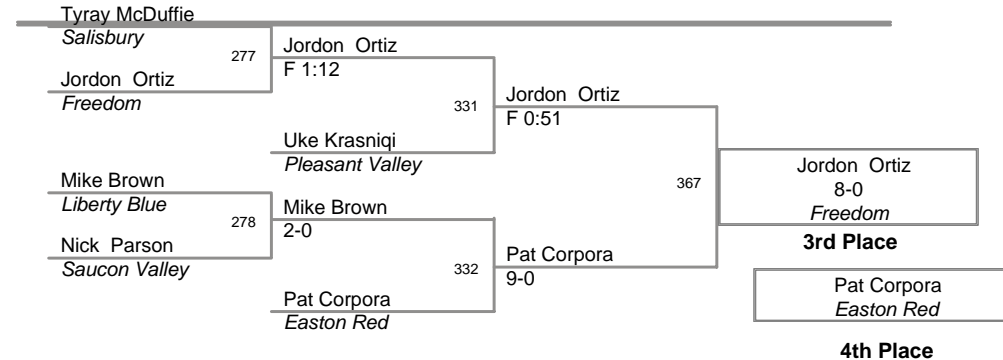 Tyray McDuffie
Salisbury
277
Jordon Ortiz
F 1:12
Jordon Ortiz
Freedom
331
Jordon Ortiz
F 0:51
Uke Krasniqi
Pleasant Valley
367
Jordon Ortiz
8-0
Freedom
3rd Place
Mike Brown
Liberty Blue
278
Mike Brown
2-0
Nick Parson
Saucon Valley
332
Pat Corpora
9-0
Pat Corpora
Easton Red
Pat Corpora
Easton Red
4th Place